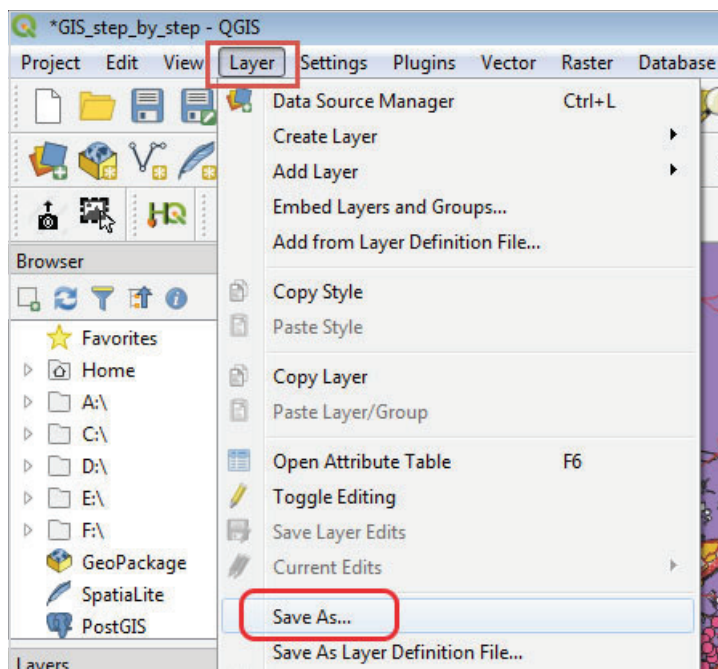 *GIS_step_by_step - QGIS
Project Edit View Layer Settings Plugins Vector Raster Database
Data Source Manager Ctrl+L
Create Layer
Add Layer
Embed Layers and Groups...
Add from Layer Definition File...
Browser
Copy Style
Paste Style
Favorites
Home
A:\
C:\
D:\
E:\
F:\
GeoPackage
SpatiaLite
PostGIS
Copy Layer
Paste Layer/Group
Open Attribute Table F6
Toggle Editing
Save Layer Edits
Current Edits
Save As...
Save As Layer Definition File...
Layers